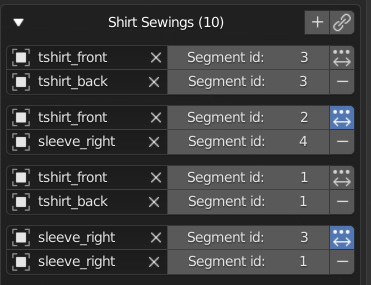 Shirt Sewings (10)
tshirt_front Segment id: 3
tshirt_back Segment id: 3
tshirt_front Segment id: 2
sleeve_right Segment id: 4
tshirt_front Segment id: 1
tshirt_back Segment id: 1
sleeve_right Segment id: 3
sleeve_right Segment id: 1